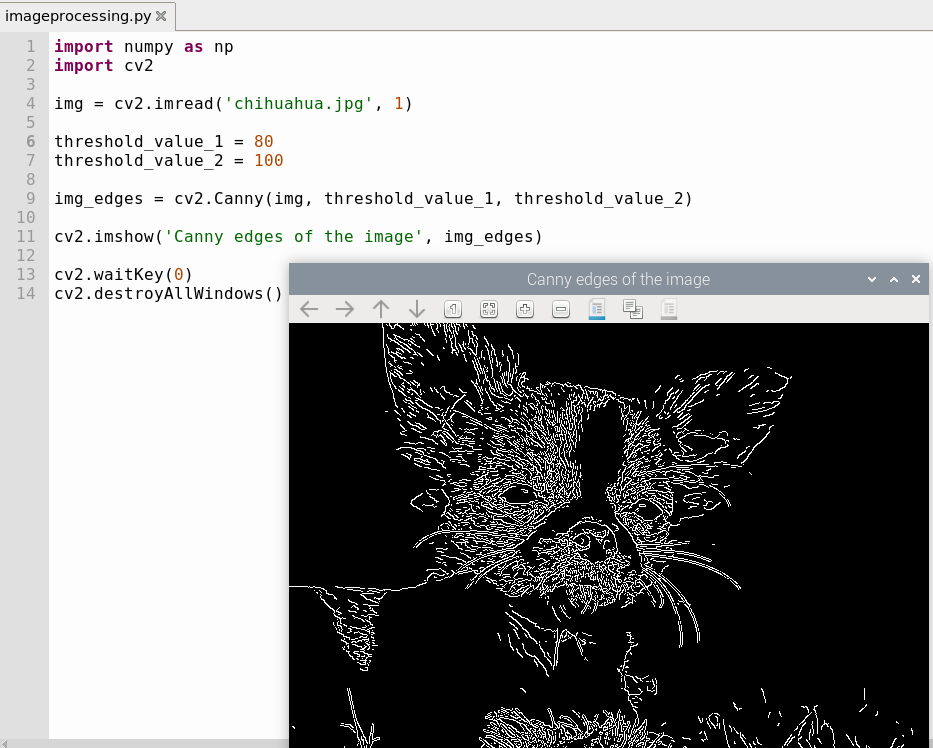 imageprocessing.py
1 import numpy as np
2 import cv2
3
4 img = cv2.imread('chihuahua.jpg', 1)
5
6 threshold_value_1 = 80
7 threshold_value_2 = 100
8
9 img_edges = cv2.Canny(img, threshold_value_1, threshold_value_2)
10
11 cv2.imshow('Canny edges of the image', img_edges)
12
13 cv2.waitKey(0)
14 cv2.destroyAllWindows()
Canny edges of the image
1